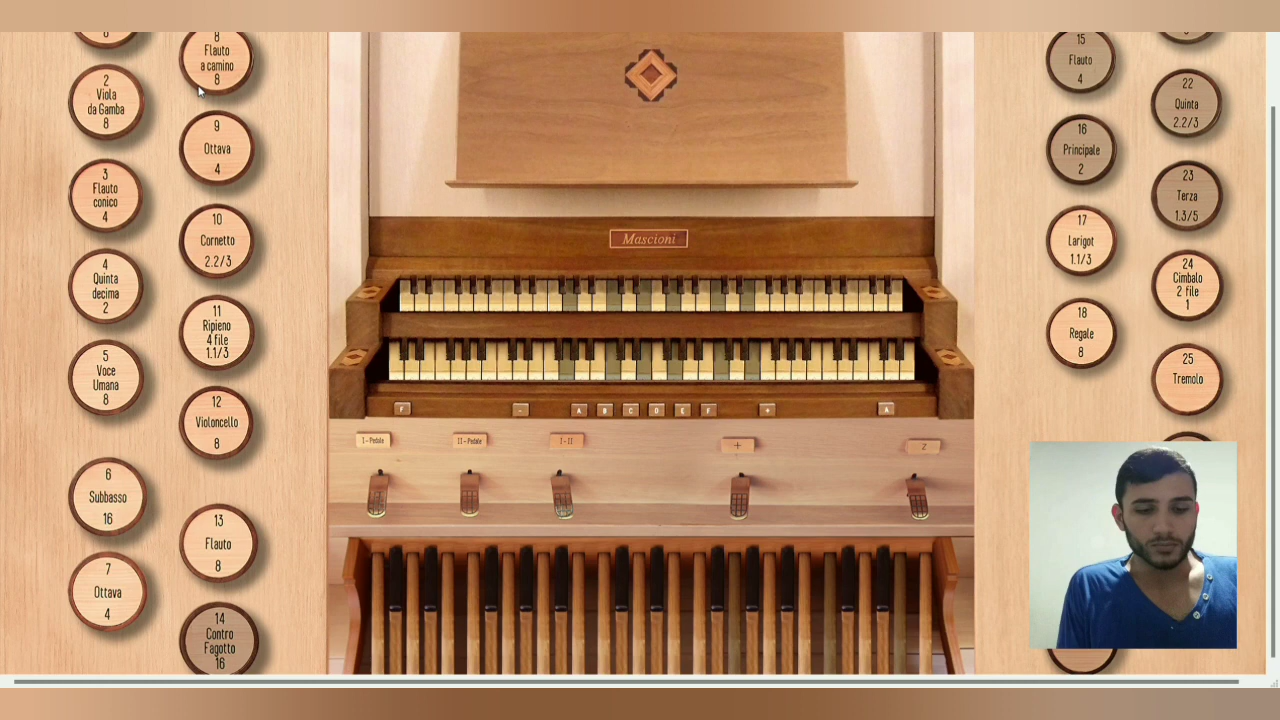 8
2
Viola
da Gamba
8
3
Flauto
conico
4
4
Quinta
decima
2
5
Voce
Umana
8
6
Subbasso
16
7
Ottava
4
8
Flauto
a camino
8
9
Ottava
4
10
Cornetto
2.2/3
11
Ripieno
4 file
1.1/3
12
Violoncello
8
13
Flauto
8
14
Contro
Fagotto
16
Mascioni
F - A B C D E F + A
I-Pedale II-Pedale I-II + Z
15
Flauto
4
16
Principale
2
17
Larigot
1.1/3
18
Regale
8
22
Quinta
2.2/3
23
Terza
1.3/5
24
Cimbalo
2 file
1
25
Tremolo